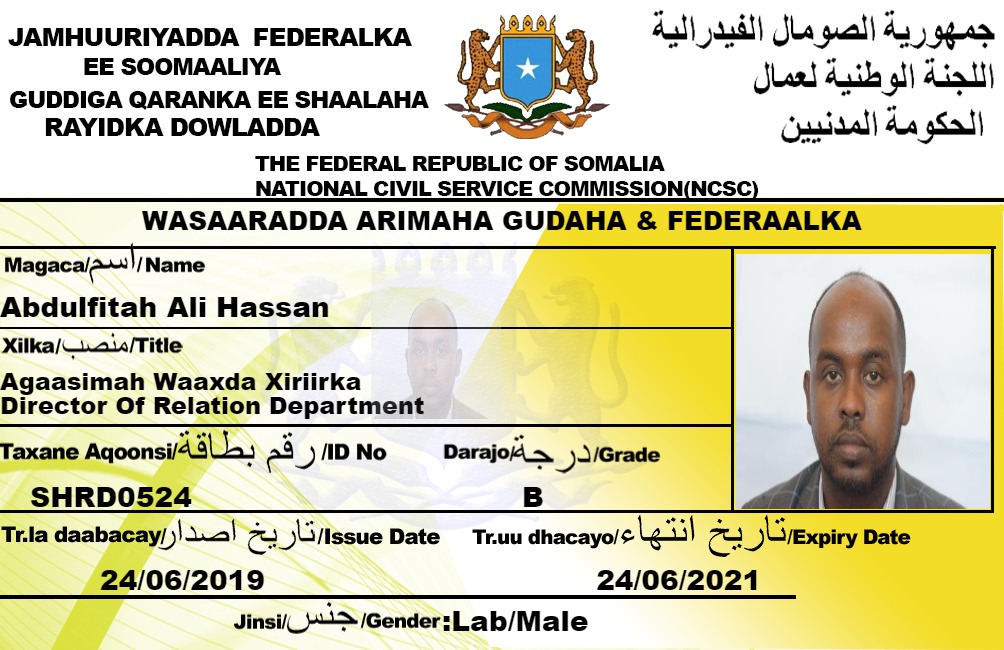 JAMHUURIYADDA FEDERALKA
EE SOOMAALIYA
GUDDIGA QARANKA EE SHAALAHA
RAYIDKA DOWLADDA
جمهورية الصومال الفيدرالية
اللجنة الوطنية لعمال
الحكومة المدنيين
THE FEDERAL REPUBLIC OF SOMALIA
NATIONAL CIVIL SERVICE COMMISSION(NCSC)
WASAARADDA ARIMAHA GUDAHA & FEDERAALKA
Magaca/اسم/Name
Abdulfitah Ali Hassan
Xilka/منصب/Title
Agaasimah Waaxda Xiriirka
Director Of Relation Department
Taxane Aqoonsi/رقم بطاقة/ID No
SHRD0524
Darajo/درجة/Grade
B
Tr.la daabacay/تاريخ اصدار/Issue Date
24/06/2019
Tr.uu dhacayo/تاريخ انتهاء/Expiry Date
24/06/2021
Jinsi/جنس/Gender:Lab/Male